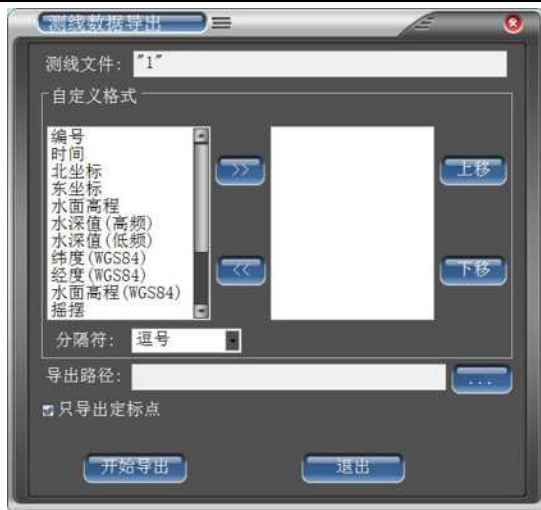 测线数据导出
测线文件: "1"
自定义格式
编号
时间
北坐标
东坐标
水面高程
水深值(高频)
水深值(低频)
纬度(WGS84)
经度(WGS84)
水面高程(WGS84)
摇摆
>>
<<
上移
下移
分隔符: 逗号
导出路径:
...
只导出定标点
开始导出 退出